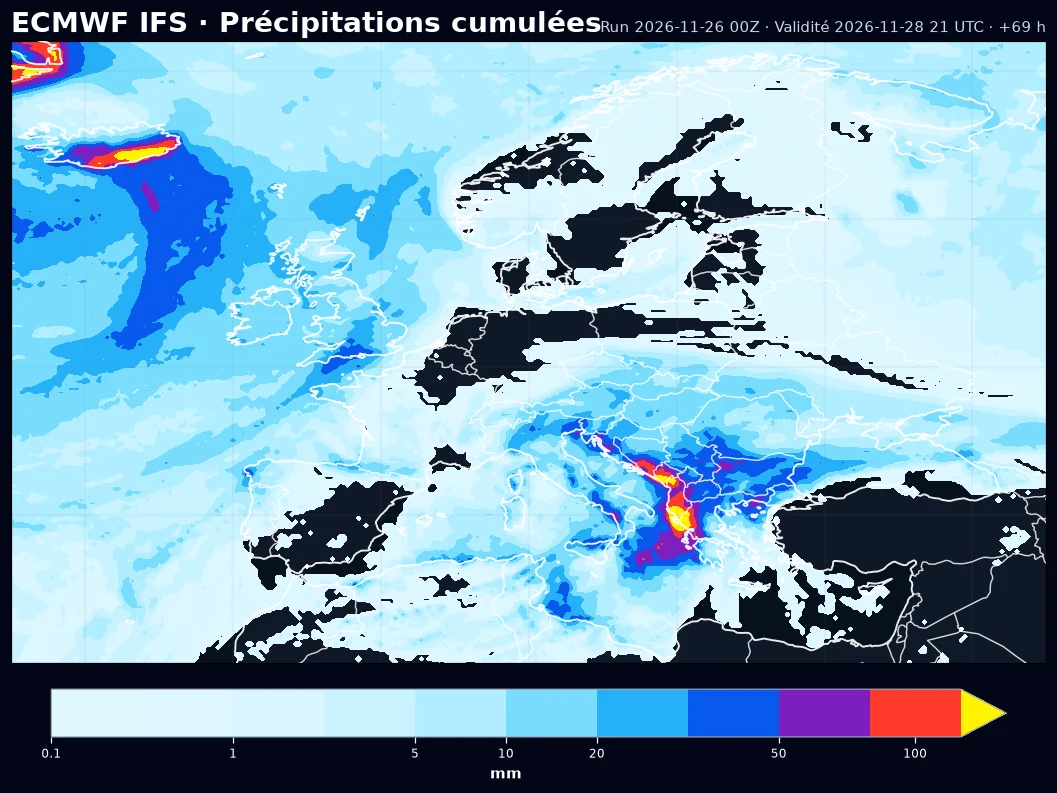 ECMWF IFS · Précipitations cumulées
Run 2026-11-26 00Z · Validité 2026-11-28 21 UTC · +69 h
0.1 1 5 10 20 50 100
mm